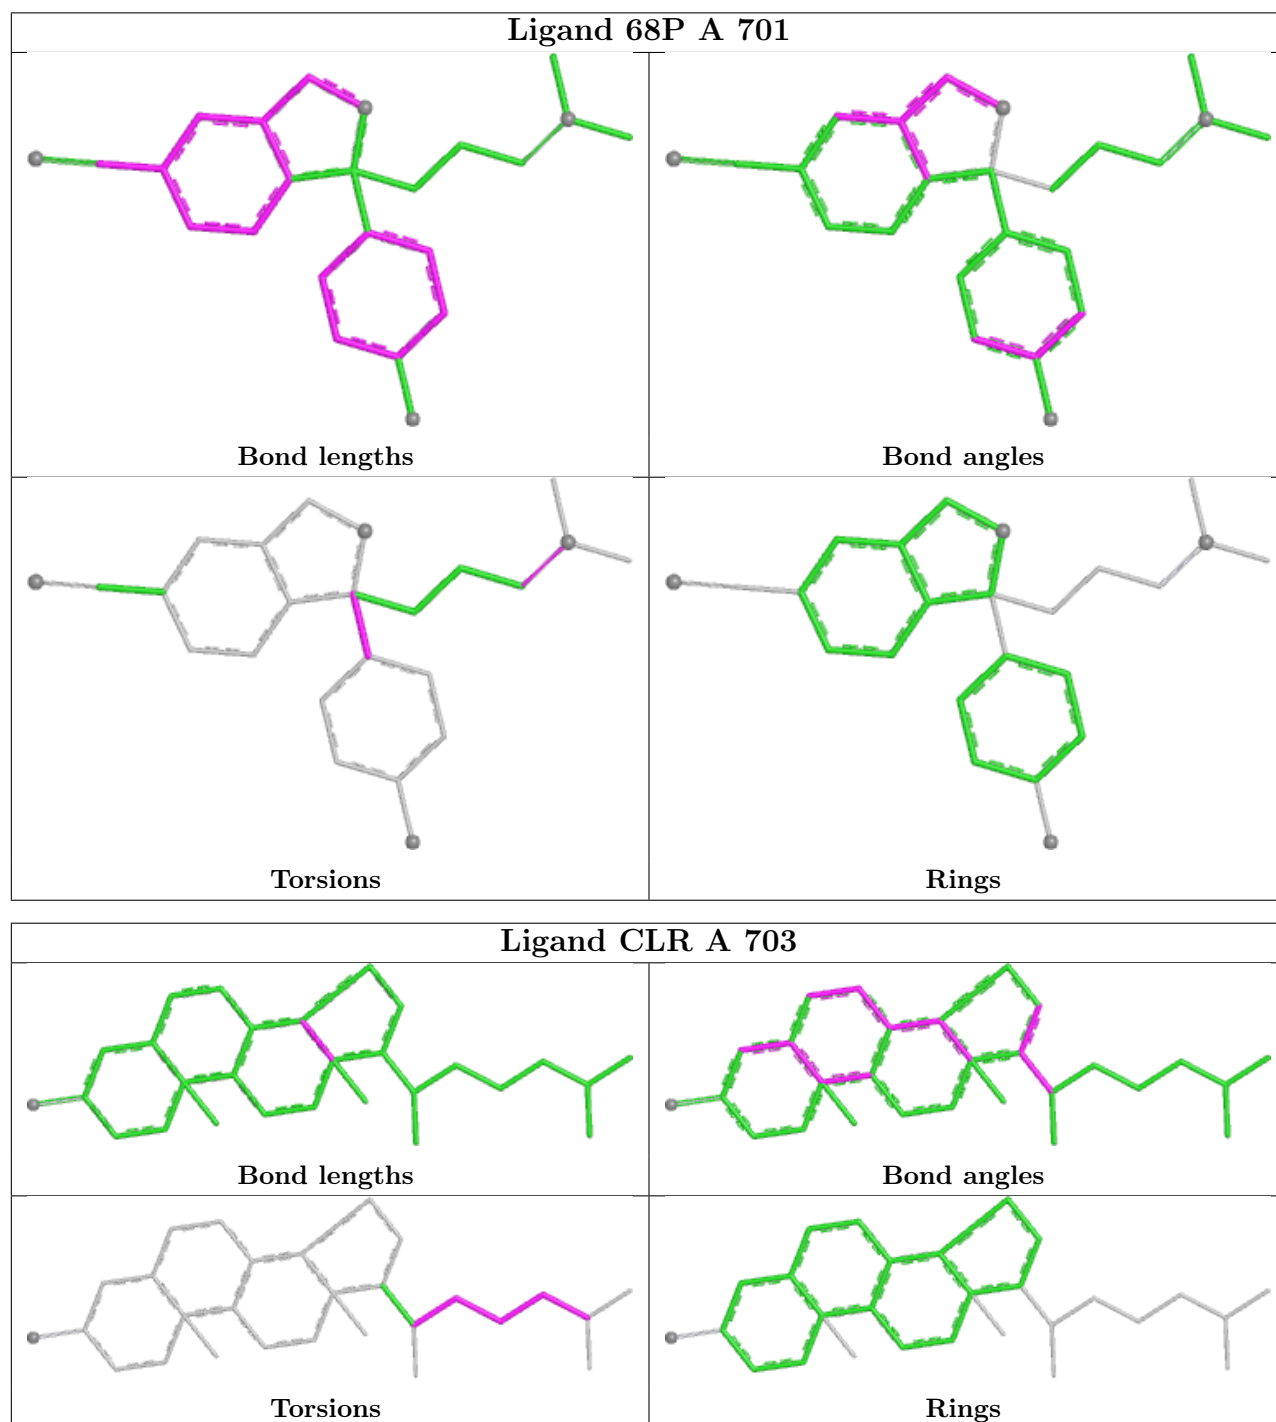 Ligand 68P A 701
Bond lengths
Bond angles
Torsions
Rings
Ligand CLR A 703
Bond lengths
Bond angles
Torsions
Rings